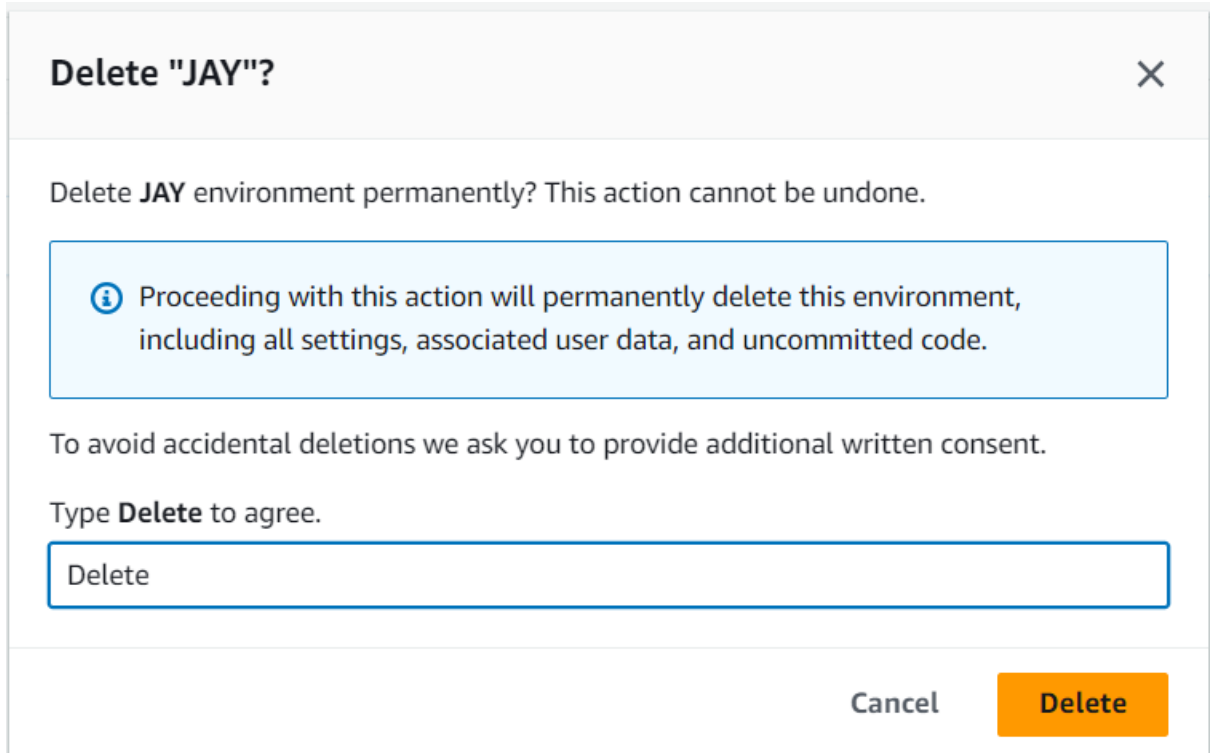 Delete "JAY"?
Delete JAY environment permanently? This action cannot be undone.
Proceeding with this action will permanently delete this environment,
including all settings, associated user data, and uncommitted code.
To avoid accidental deletions we ask you to provide additional written consent.
Type Delete to agree.
Delete
Cancel
Delete